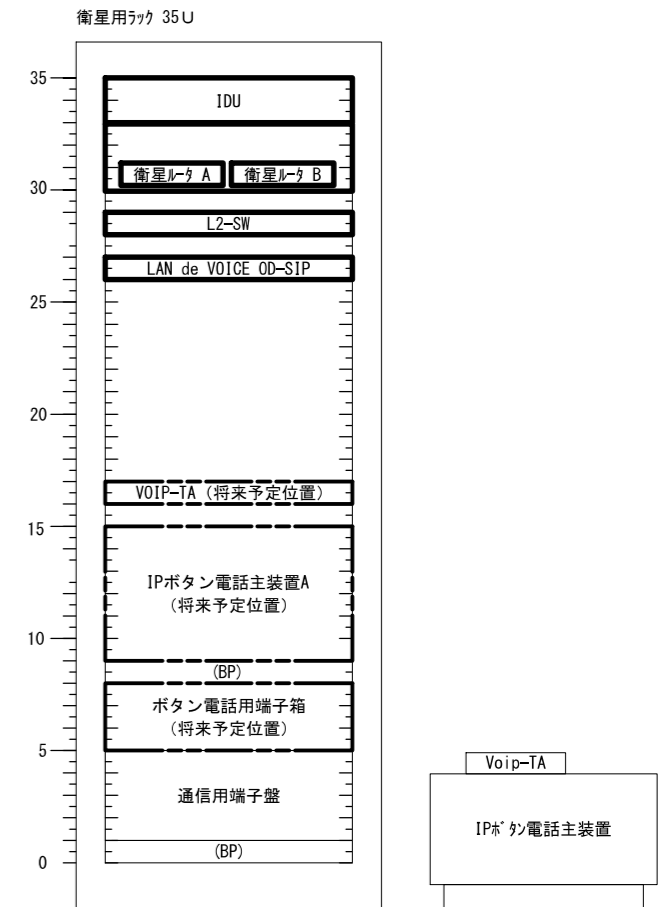 衛星用ﾗｯｸ 35U
35
IDU
衛星ﾙｰﾀ A
衛星ﾙｰﾀ B
30
L2-SW
LAN de VOICE OD-SIP
25
20
VOIP-TA（将来予定位置）
15
IPボタン電話主装置A
（将来予定位置）
10
(BP)
ボタン電話用端子箱
（将来予定位置）
5
通信用端子盤
(BP)
0
Voip-TA
IPﾎﾞﾀﾝ電話主装置